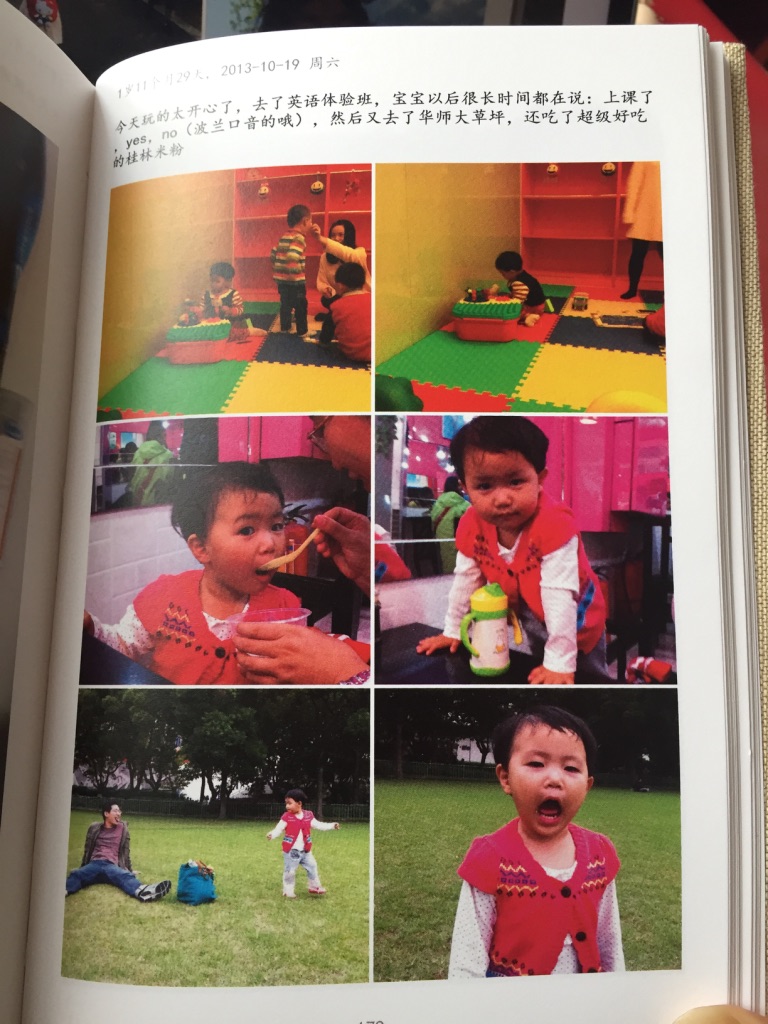 1岁11个月29天，2013-10-19 周六
今天玩的太开心了，去了英语体验班，宝宝以后很长时间都在说：上课了
，yes，no（波兰口音的哦），然后又去了华师大草坪，还吃了超级好吃
的桂林米粉